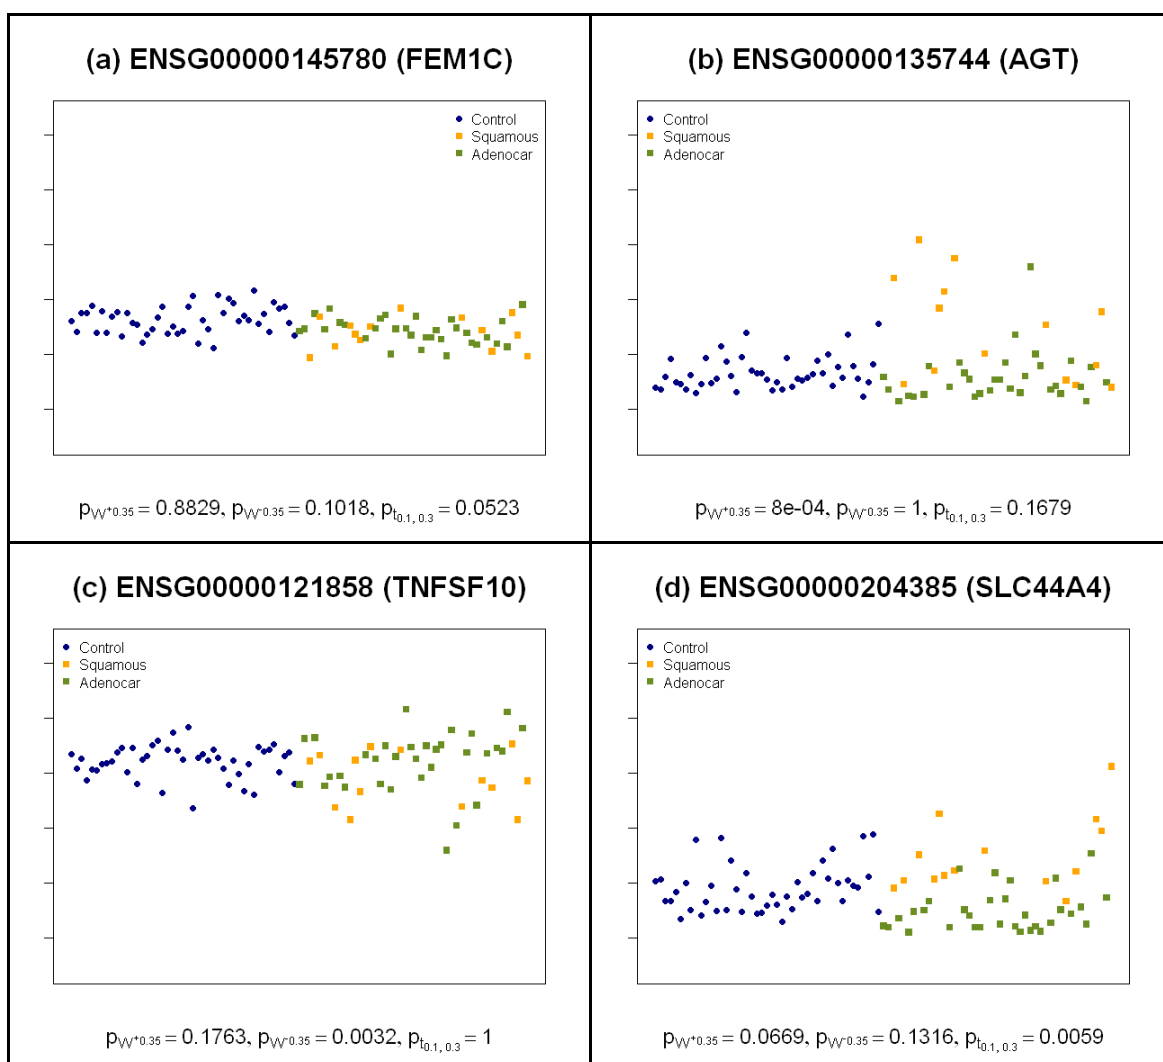 (a) ENSG00000145780 (FEM1C)
Control
Squamous
Adenocar
pW+0.35 = 0.8829, pW-0.35 = 0.1018, pt0.1, 0.3 = 0.0523
(b) ENSG00000135744 (AGT)
Control
Squamous
Adenocar
pW+0.35 = 8e-04, pW-0.35 = 1, pt0.1, 0.3 = 0.1679
(c) ENSG00000121858 (TNFSF10)
Control
Squamous
Adenocar
pW+0.35 = 0.1763, pW-0.35 = 0.0032, pt0.1, 0.3 = 1
(d) ENSG00000204385 (SLC44A4)
Control
Squamous
Adenocar
pW+0.35 = 0.0669, pW-0.35 = 0.1316, pt0.1, 0.3 = 0.0059